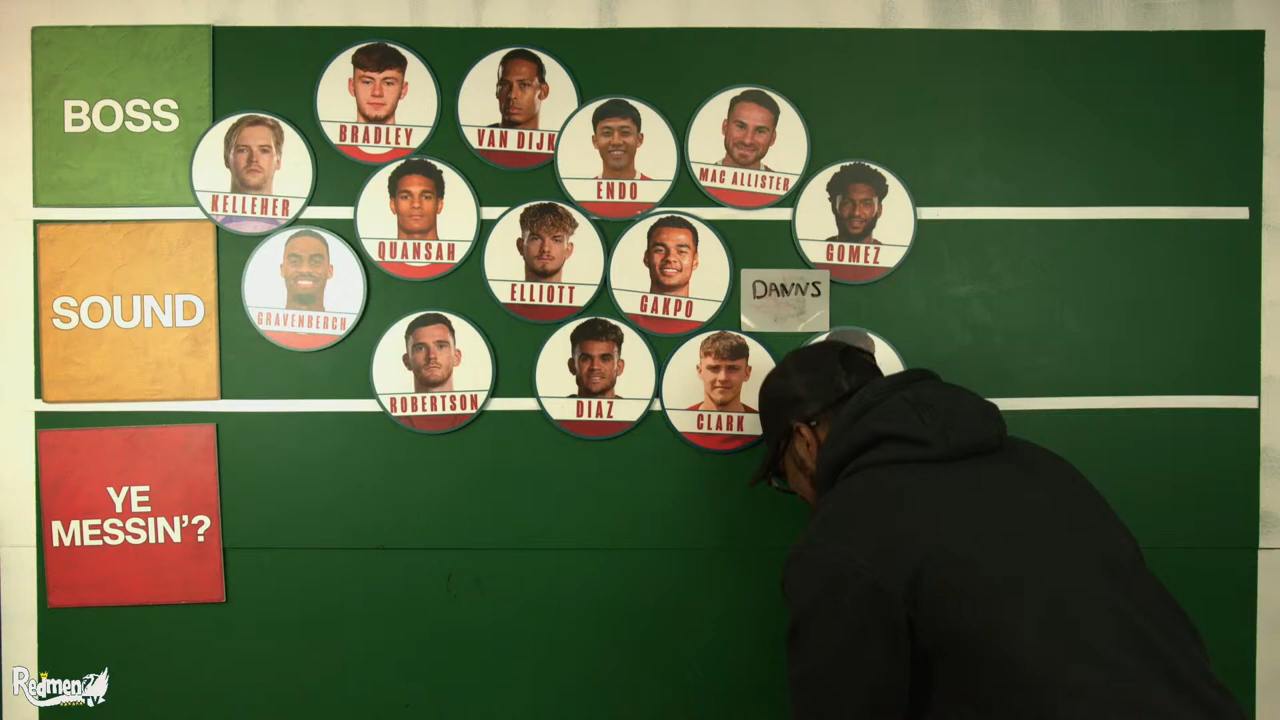 BOSS
BRADLEY
VAN DIJK
ENDO
MAC ALLISTER
KELLEHER
QUANSAH
GOMEZ
SOUND
GRAVENBERCH
ELLIOTT
GAKPO
DANNS
ROBERTSON
DIAZ
CLARK
YE
MESSIN'?
Redmen
TV